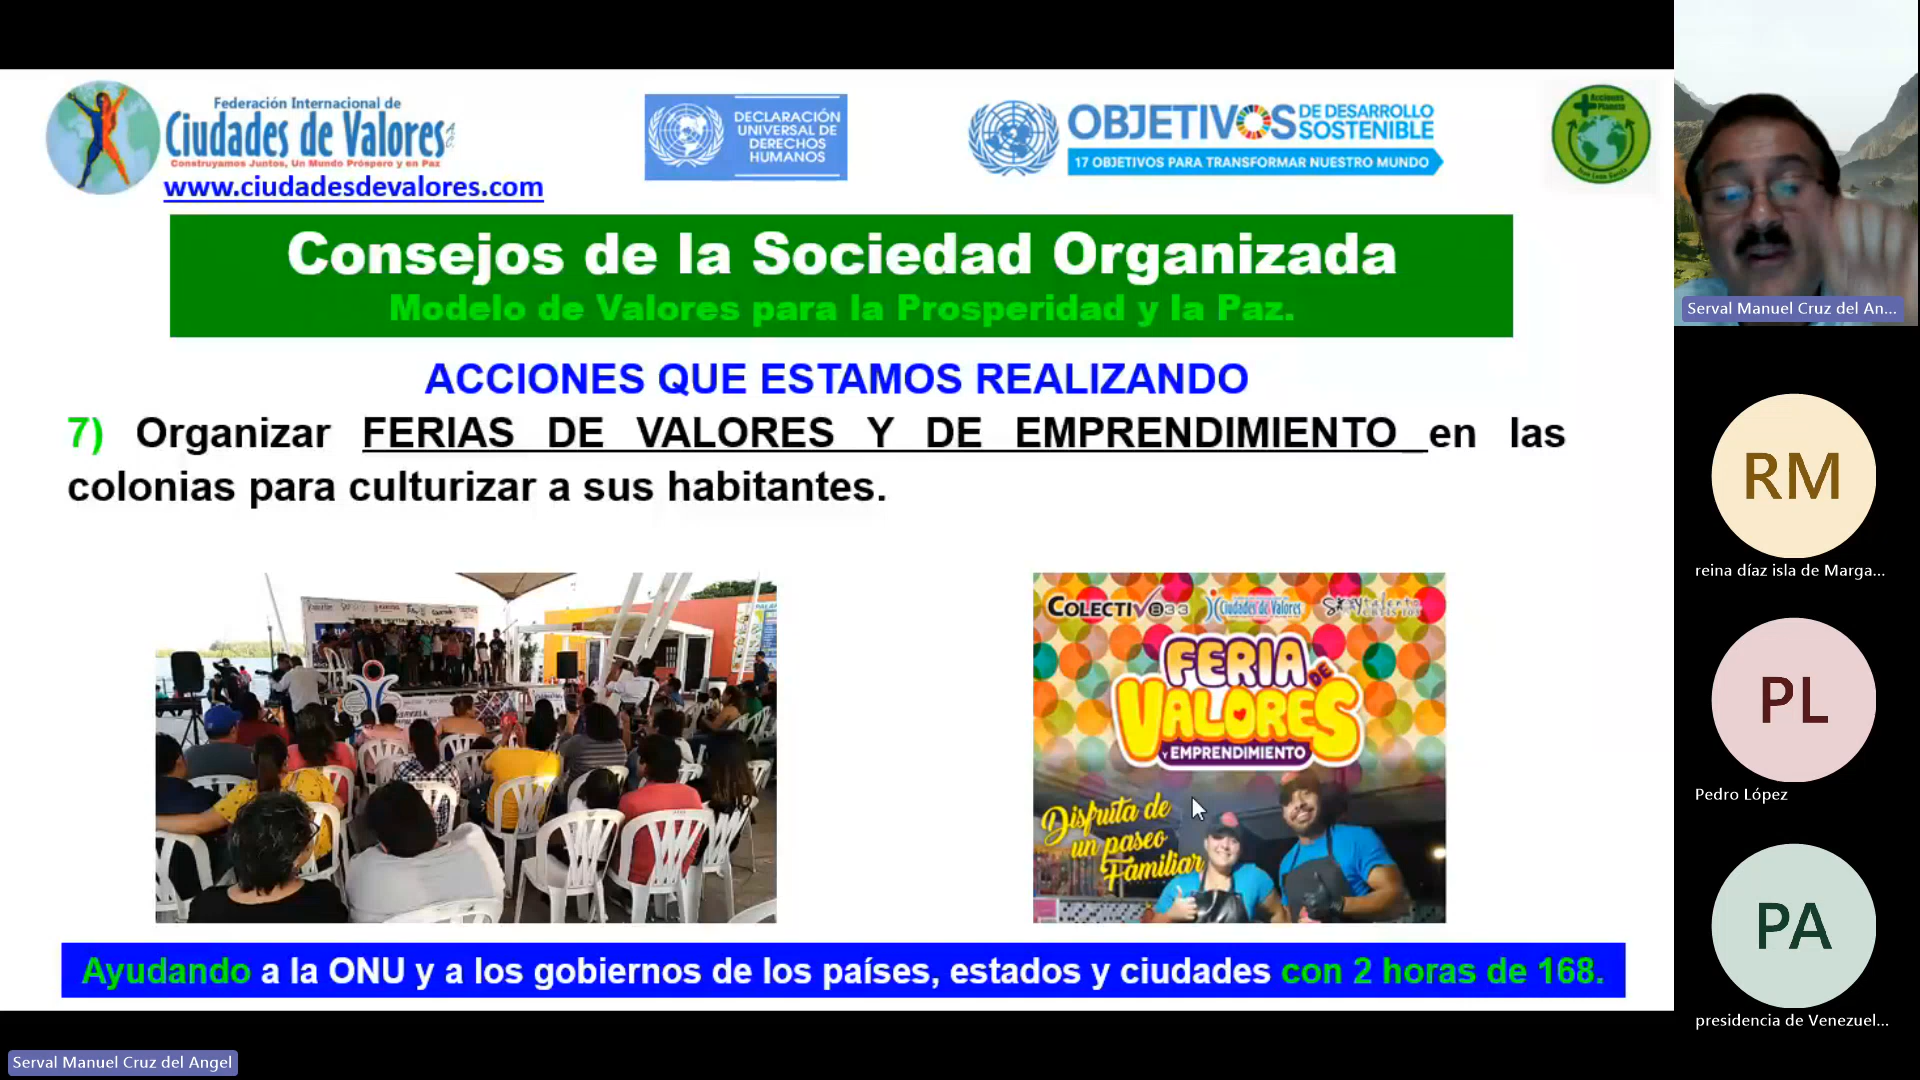 Federación Internacional de
Ciudades de Valores A.C.
Construyamos Juntos, Un Mundo Próspero y en Paz
www.ciudadesdevalores.com
DECLARACIÓN
UNIVERSAL DE
DERECHOS
HUMANOS
OBJETIVOS DE DESARROLLO
SOSTENIBLE
17 OBJETIVOS PARA TRANSFORMAR NUESTRO MUNDO
+ Acciones
Planeta
Consejos de la Sociedad Organizada
Modelo de Valores para la Prosperidad y la Paz.
ACCIONES QUE ESTAMOS REALIZANDO
7) Organizar FERIAS DE VALORES Y DE EMPRENDIMIENTO en las
colonias para culturizar a sus habitantes.
COLECTIVO 833
Ciudades de Valores
FERIA DE
VALORES
Y EMPRENDIMIENTO
Disfruta de
un paseo
Familiar
Ayudando a la ONU y a los gobiernos de los países, estados y ciudades con 2 horas de 168.
Serval Manuel Cruz del An...
RM
reina díaz isla de Marga...
PL
Pedro López
PA
presidencia de Venezuel...
Serval Manuel Cruz del Angel